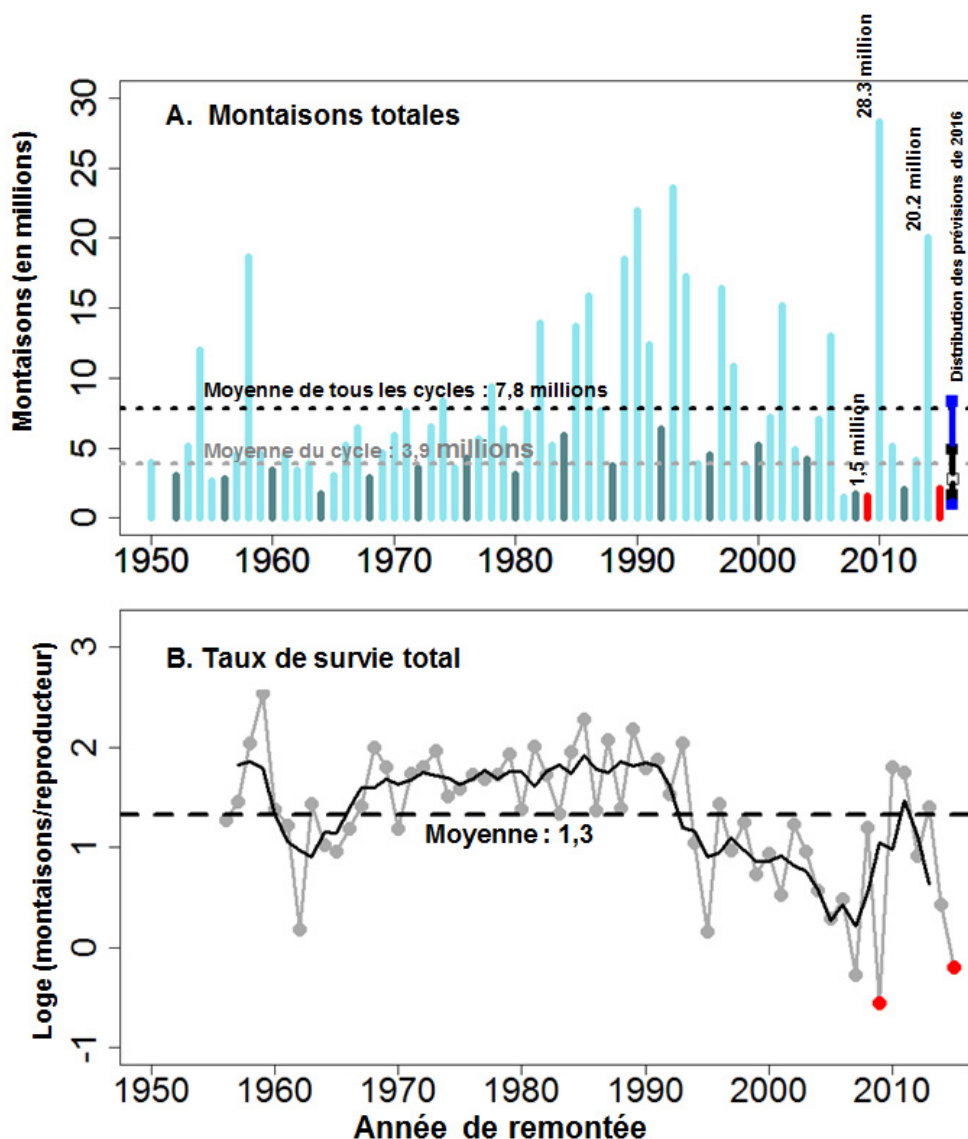 A. Montaisons totales
Montaisons (en millions)
30
25
20
15
10
5
0
28.3 million
20.2 million
1,5 million
Distribution des prévisions de 2016
Moyenne de tous les cycles : 7,8 millions
Moyenne du cycle : 3,9 millions
1950 1960 1970 1980 1990 2000 2010
B. Taux de survie total
Loge (montaisons/reproducteur)
3
2
1
0
-1
Moyenne : 1,3
1950 1960 1970 1980 1990 2000 2010
Année de remontée